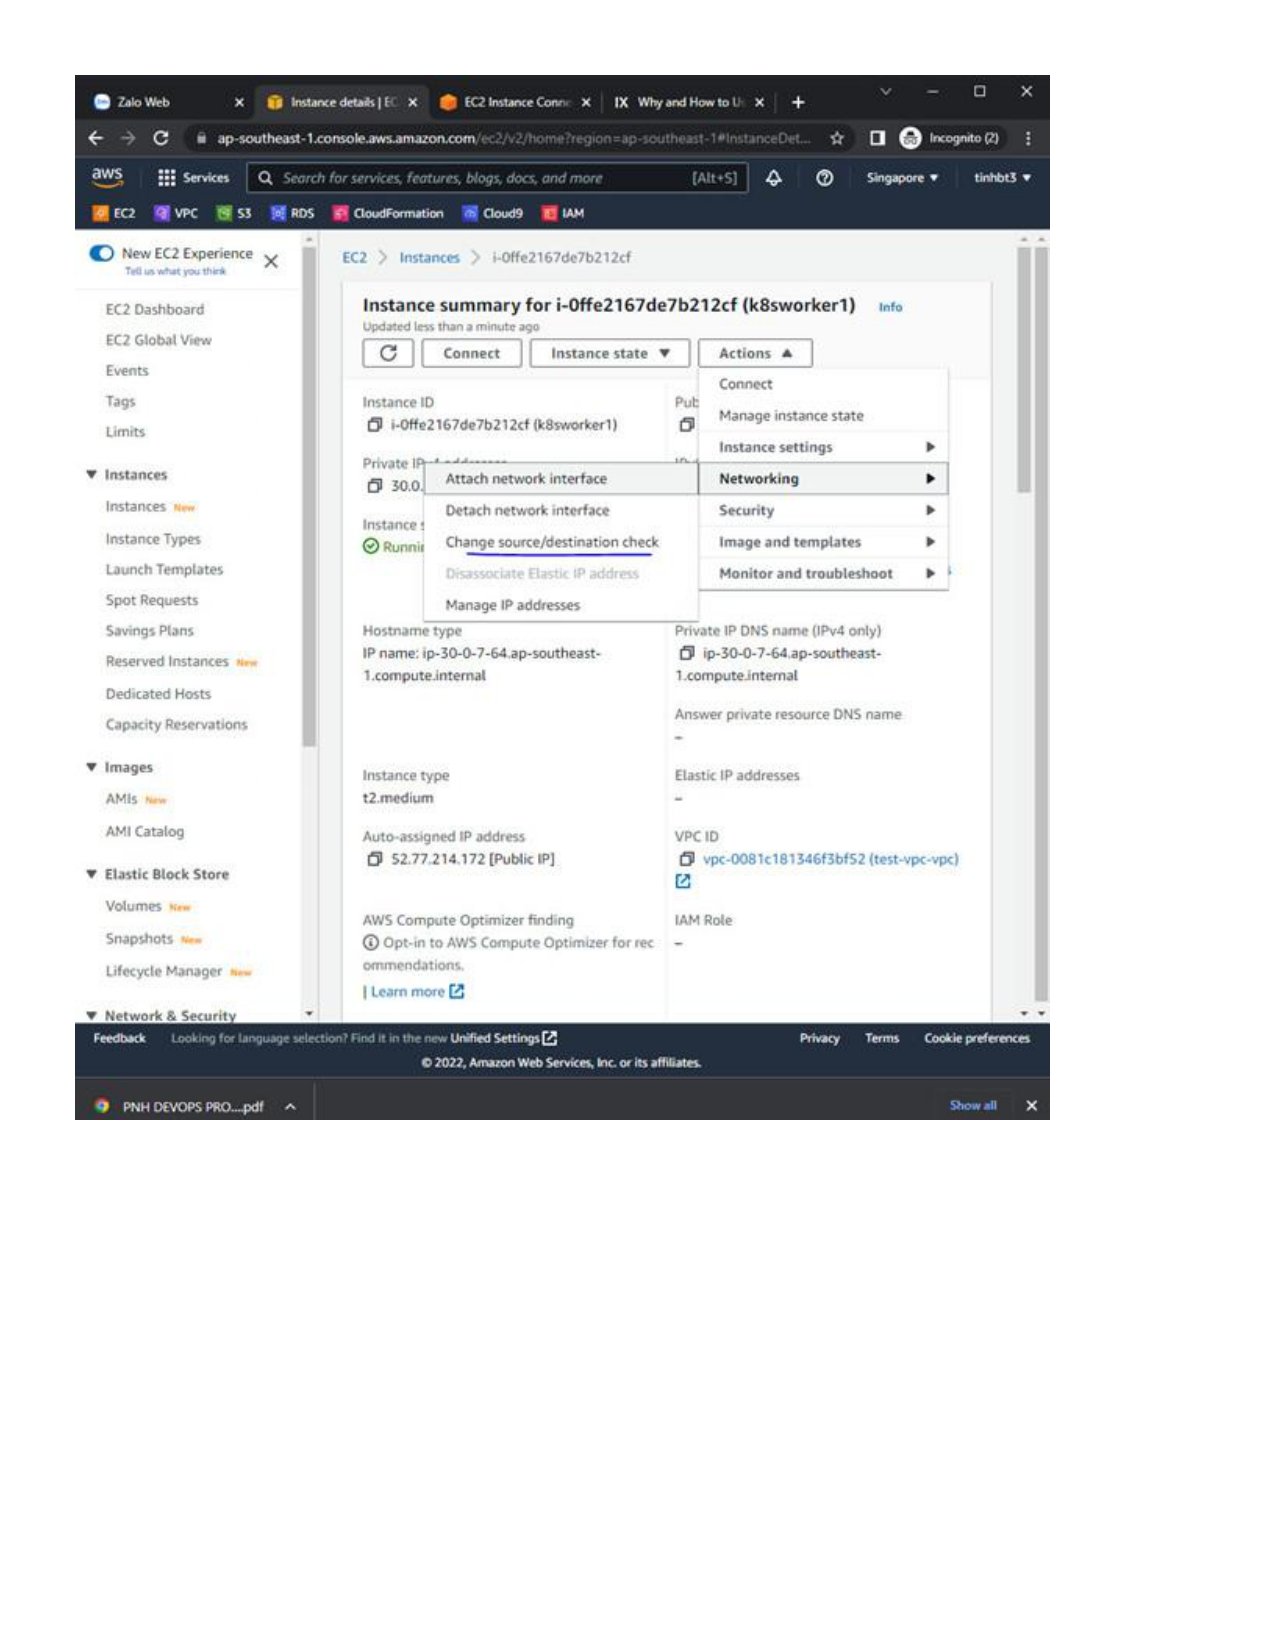 Zalo Web
Instance details | EC
EC2 Instance Conne
IX Why and How to U
ap-southeast-1.console.aws.amazon.com/ec2/v2/home?region=ap-southeast-1#InstanceDet...
Incognito (2)
aws
Services
Search for services, features, blogs, docs, and more
[Alt+S]
Singapore
tinhbt3
EC2
VPC
S3
RDS
CloudFormation
Cloud9
IAM
New EC2 Experience
Tell us what you think
EC2 Dashboard
EC2 Global View
Events
Tags
Limits
Instances
Instances New
Instance Types
Launch Templates
Spot Requests
Savings Plans
Reserved Instances New
Dedicated Hosts
Capacity Reservations
Images
AMIs New
AMI Catalog
Elastic Block Store
Volumes New
Snapshots New
Lifecycle Manager New
Network & Security
EC2 > Instances > i-0ffe2167de7b212cf
Instance summary for i-0ffe2167de7b212cf (k8sworker1) Info
Updated less than a minute ago
Connect
Instance state
Actions
Connect
Manage instance state
Instance settings
Networking
Security
Image and templates
Monitor and troubleshoot
Attach network interface
Detach network interface
Change source/destination check
Disassociate Elastic IP address
Manage IP addresses
Instance ID
i-0ffe2167de7b212cf (k8sworker1)
Pub
Private IP
30.0.
Instance s
Runnin
Hostname type
IP name: ip-30-0-7-64.ap-southeast-
1.compute.internal
Private IP DNS name (IPv4 only)
ip-30-0-7-64.ap-southeast-
1.compute.internal
Answer private resource DNS name
–
Instance type
t2.medium
Elastic IP addresses
–
Auto-assigned IP address
52.77.214.172 [Public IP]
VPC ID
vpc-0081c181346f3bf52 (test-vpc-vpc)
AWS Compute Optimizer finding
Opt-in to AWS Compute Optimizer for rec
ommendations.
| Learn more
IAM Role
–
Feedback
Looking for language selection? Find it in the new Unified Settings
Privacy
Terms
Cookie preferences
© 2022, Amazon Web Services, Inc. or its affiliates.
PNH DEVOPS PRO....pdf
Show all